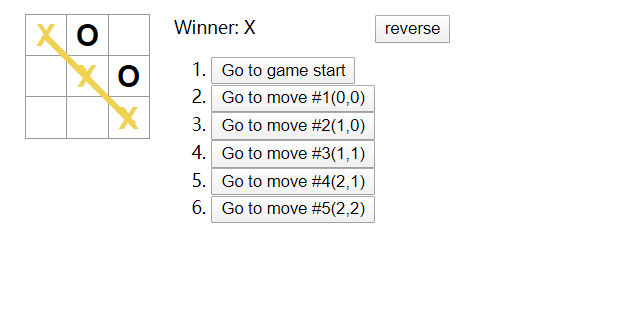 X O
X O
X
Winner: X
reverse
1. Go to game start
2. Go to move #1(0,0)
3. Go to move #2(1,0)
4. Go to move #3(1,1)
5. Go to move #4(2,1)
6. Go to move #5(2,2)